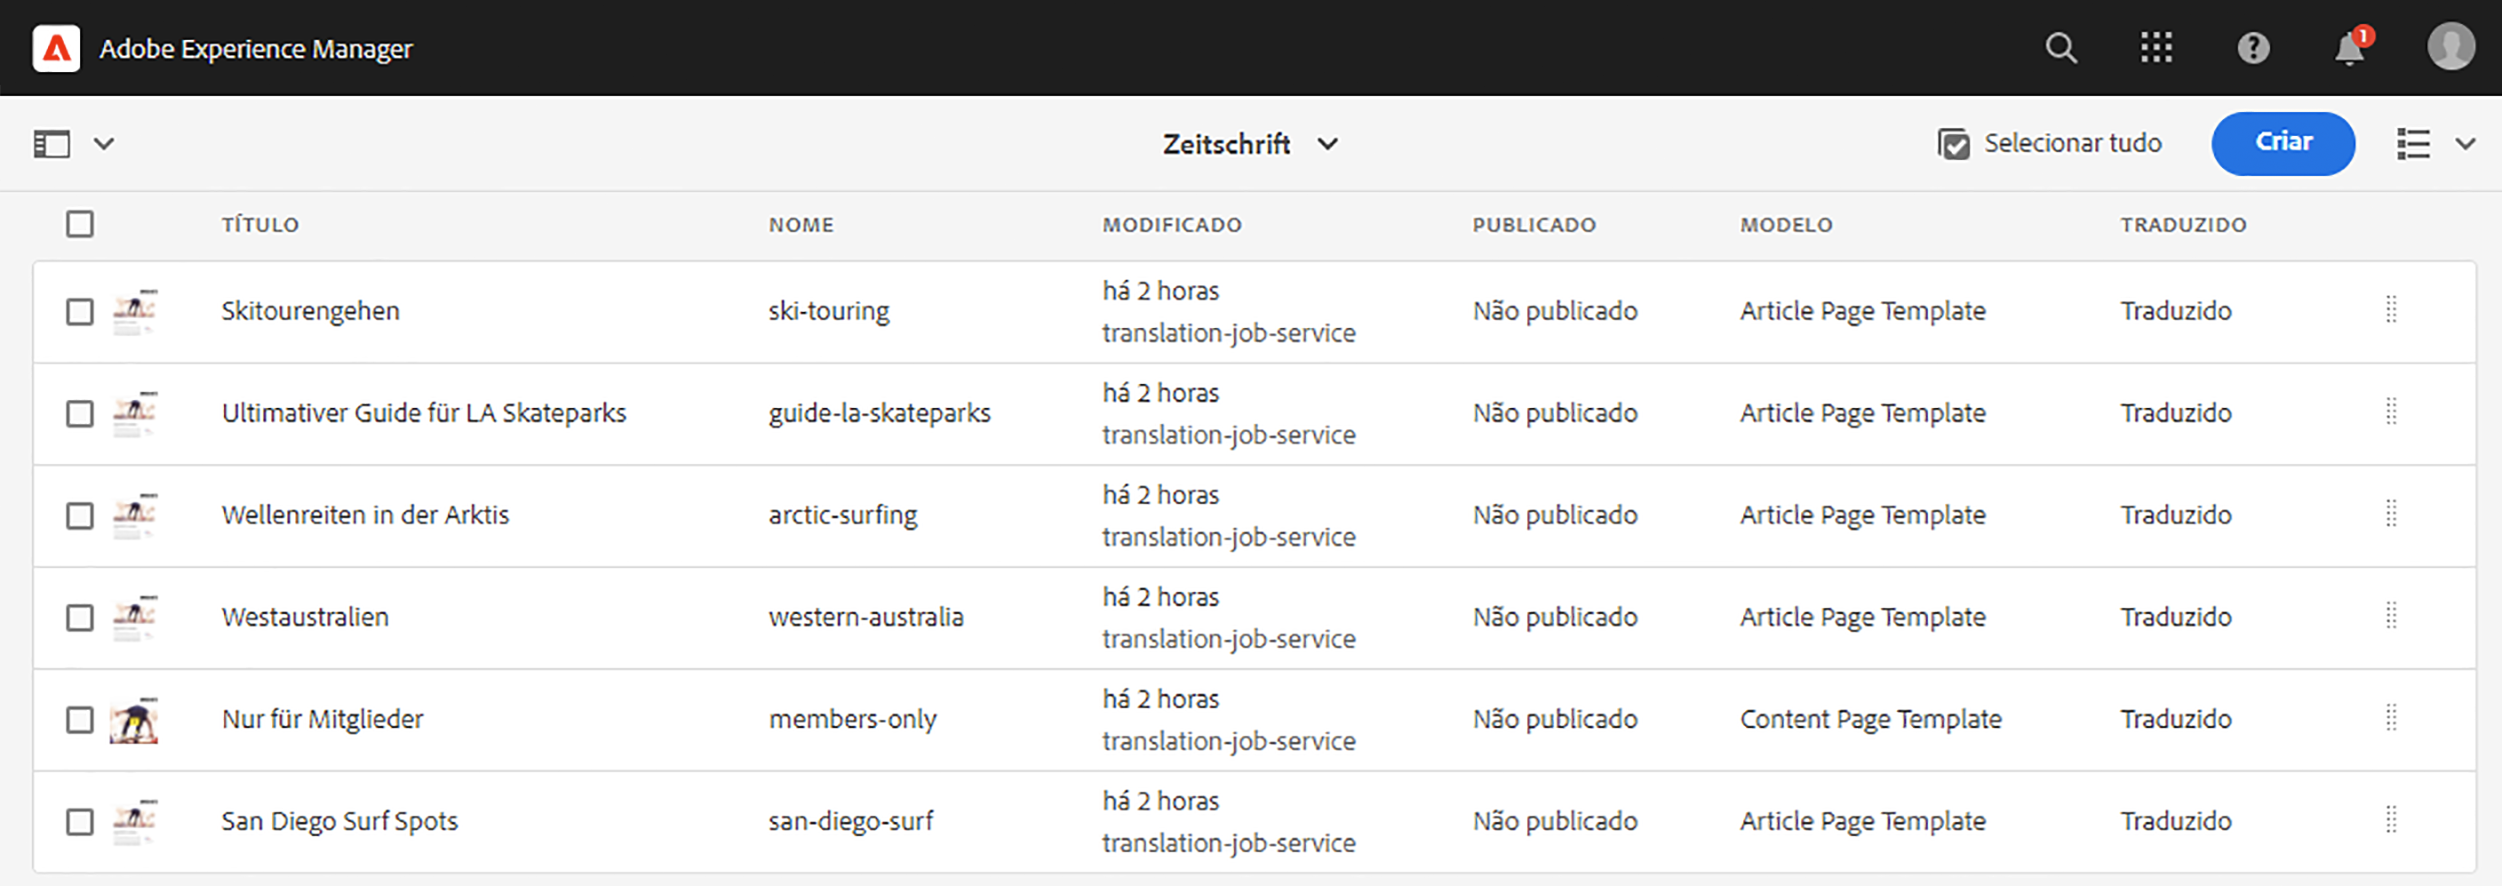 Adobe Experience Manager
1
Zeitschrift
Selecionar tudo
Criar
TÍTULO NOME MODIFICADO PUBLICADO MODELO TRADUZIDO
há 2 horas
Skitourengehen ski-touring Não publicado Article Page Template Traduzido
translation-job-service
há 2 horas
Ultimativer Guide für LA Skateparks guide-la-skateparks Não publicado Article Page Template Traduzido
translation-job-service
há 2 horas
Wellenreiten in der Arktis arctic-surfing Não publicado Article Page Template Traduzido
translation-job-service
há 2 horas
Westaustralien western-australia Não publicado Article Page Template Traduzido
translation-job-service
há 2 horas
Nur für Mitglieder members-only Não publicado Content Page Template Traduzido
translation-job-service
há 2 horas
San Diego Surf Spots san-diego-surf Não publicado Article Page Template Traduzido
translation-job-service